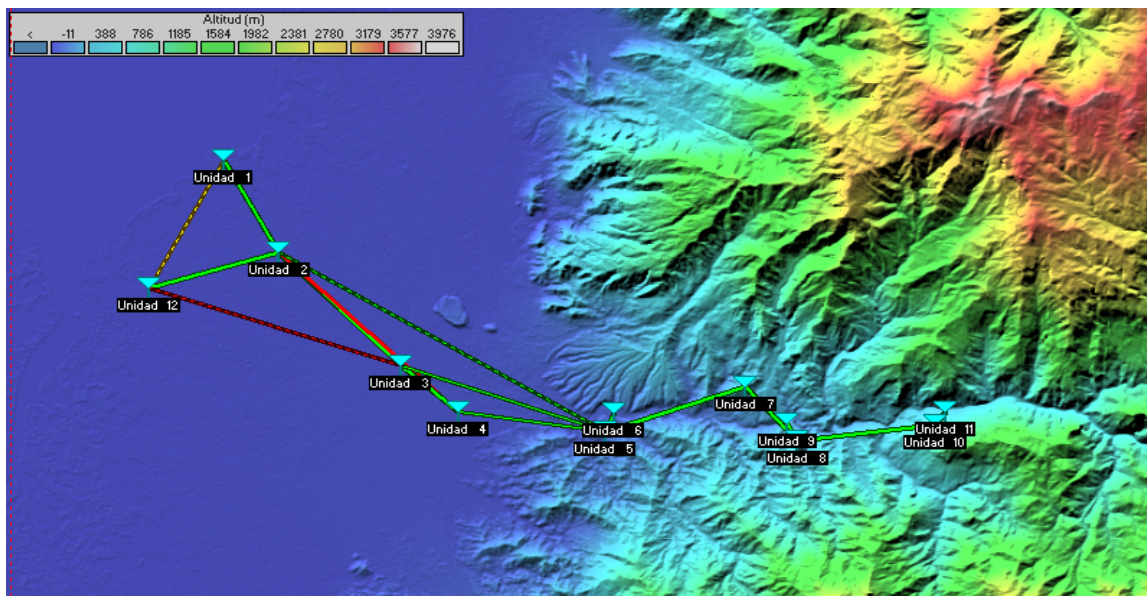 Altitud (m)
< -11 388 786 1185 1584 1982 2381 2780 3179 3577 3976
Unidad 1
Unidad 2
Unidad 12
Unidad 3
Unidad 4
Unidad 6
Unidad 5
Unidad 7
Unidad 9
Unidad 8
Unidad 11
Unidad 10